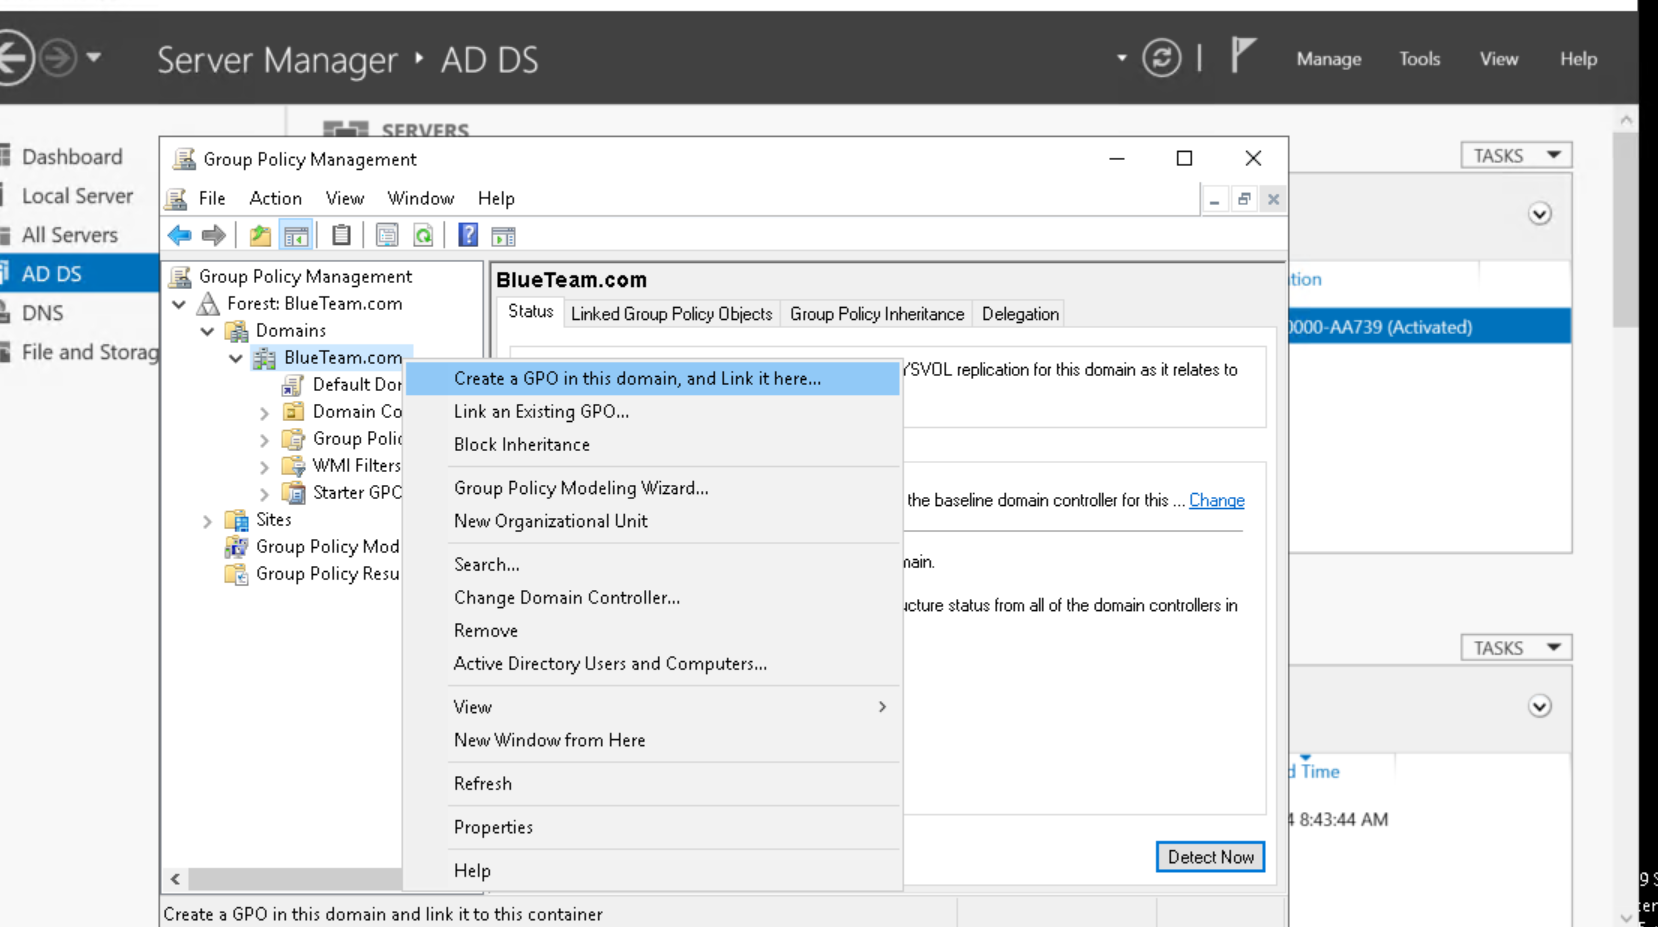 Server Manager ‣ AD DS
Manage Tools View Help
Dashboard
Local Server
All Servers
AD DS
DNS
File and Storag
SERVERS
TASKS
Group Policy Management
File Action View Window Help
Group Policy Management
Forest: BlueTeam.com
Domains
BlueTeam.com
Default Dor
Domain Co
Group Polic
WMI Filters
Starter GPO
Sites
Group Policy Mod
Group Policy Resu
BlueTeam.com
Status Linked Group Policy Objects Group Policy Inheritance Delegation
YSVOL replication for this domain as it relates to
the baseline domain controller for this ... Change
main.
ucture status from all of the domain controllers in
Detect Now
Create a GPO in this domain, and Link it here...
Link an Existing GPO...
Block Inheritance
Group Policy Modeling Wizard...
New Organizational Unit
Search...
Change Domain Controller...
Remove
Active Directory Users and Computers...
View
New Window from Here
Refresh
Properties
Help
Create a GPO in this domain and link it to this container
tion
0000-AA739 (Activated)
TASKS
d Time
4 8:43:44 AM